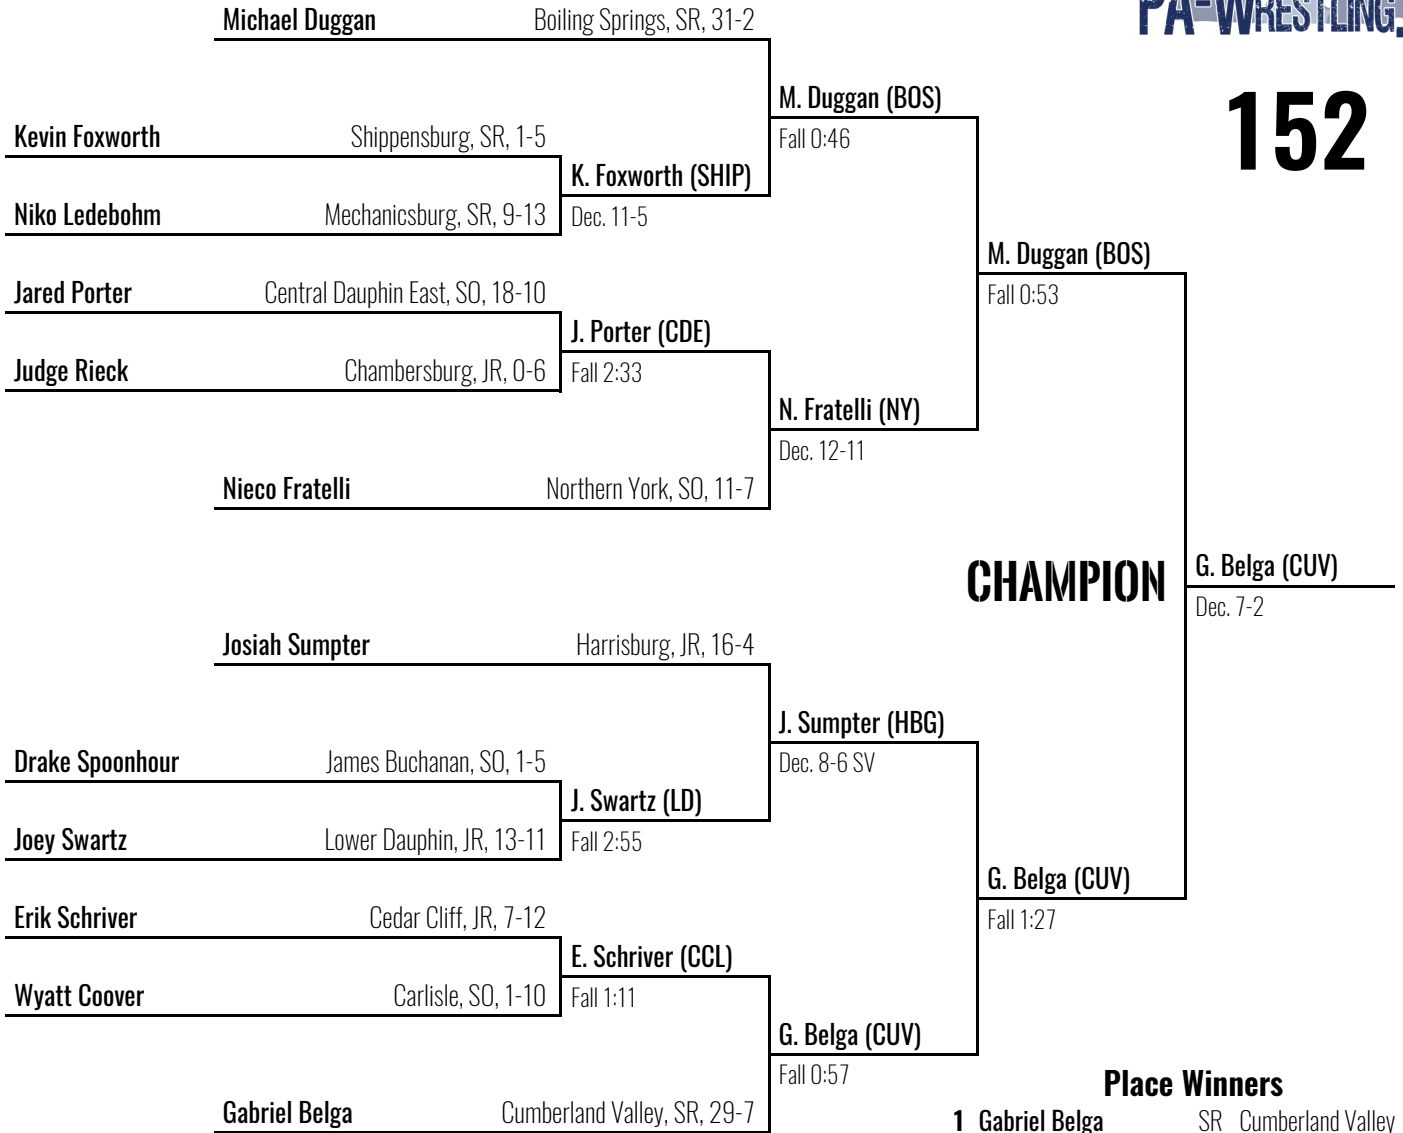 PA-WRESTLING.
Michael Duggan Boiling Springs, SR, 31-2
M. Duggan (BOS)
152
Kevin Foxworth Shippensburg, SR, 1-5
Fall 0:46
K. Foxworth (SHIP)
Niko Ledebohm Mechanicsburg, SR, 9-13
Dec. 11-5
M. Duggan (BOS)
Jared Porter Central Dauphin East, SO, 18-10
Fall 0:53
J. Porter (CDE)
Judge Rieck Chambersburg, JR, 0-6
Fall 2:33
N. Fratelli (NY)
Dec. 12-11
Nieco Fratelli Northern York, SO, 11-7
CHAMPION
G. Belga (CUV)
Dec. 7-2
Josiah Sumpter Harrisburg, JR, 16-4
J. Sumpter (HBG)
Drake Spoonhour James Buchanan, SO, 1-5
Dec. 8-6 SV
J. Swartz (LD)
Joey Swartz Lower Dauphin, JR, 13-11
Fall 2:55
G. Belga (CUV)
Erik Schriver Cedar Cliff, JR, 7-12
Fall 1:27
E. Schriver (CCL)
Wyatt Coover Carlisle, SO, 1-10
Fall 1:11
G. Belga (CUV)
Fall 0:57
Place Winners
Gabriel Belga Cumberland Valley, SR, 29-7
1 Gabriel Belga SR Cumberland Valley